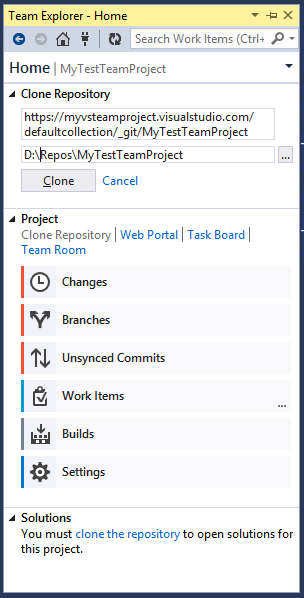 Team Explorer - Home
Search Work Items (Ctrl+
Home | MyTestTeamProject
Clone Repository
https://myvsteamproject.visualstudio.com/
defaultcollection/_git/MyTestTeamProject
D:\Repos\MyTestTeamProject
...
Clone Cancel
Project
Clone Repository | Web Portal | Task Board |
Team Room
Changes
Branches
Unsynced Commits
Work Items
...
Builds
Settings
Solutions
You must clone the repository to open solutions for
this project.